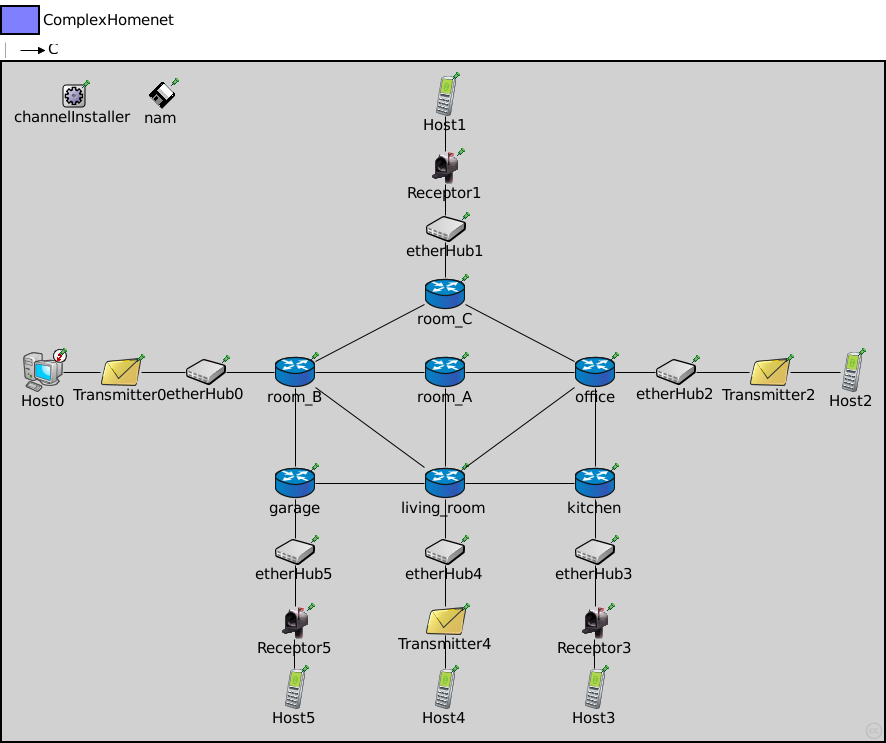 ComplexHomenet
C
channelInstaller
nam
Host1
Receptor1
etherHub1
room_C
Host0
Transmitter0
etherHub0
room_B
room_A
office
etherHub2
Transmitter2
Host2
garage
living_room
kitchen
etherHub5
etherHub4
etherHub3
Receptor5
Transmitter4
Receptor3
Host5
Host4
Host3